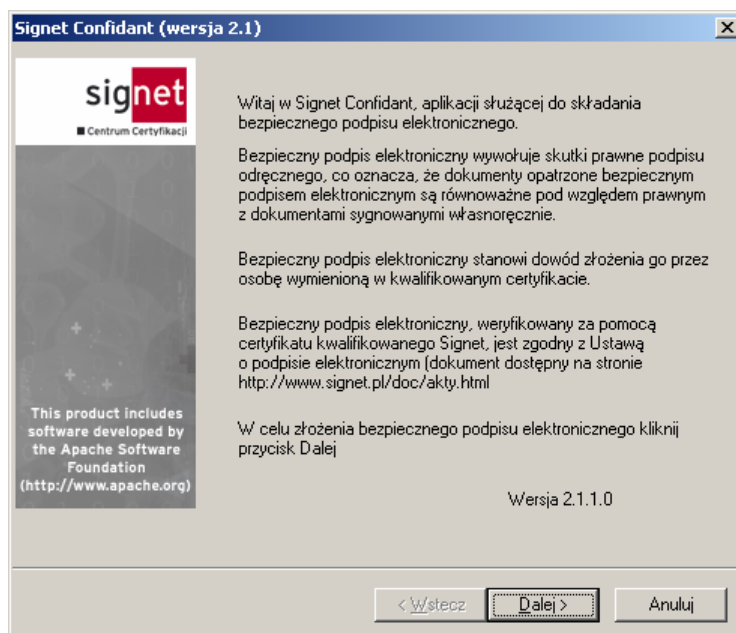 Signet Confidant (wersja 2.1)
signet
Centrum Certyfikacji
Witaj w Signet Confidant, aplikacji służącej do składania
bezpiecznego podpisu elektronicznego.
Bezpieczny podpis elektroniczny wywołuje skutki prawne podpisu
odręcznego, co oznacza, że dokumenty opatrzone bezpiecznym
podpisem elektronicznym są równoważne pod względem prawnym
z dokumentami sygnowanymi własnoręcznie.
Bezpieczny podpis elektroniczny stanowi dowód złożenia go przez
osobę wymienioną w kwalifikowanym certyfikacie.
Bezpieczny podpis elektroniczny, weryfikowany za pomocą
certyfikatu kwalifikowanego Signet, jest zgodny z Ustawą
o podpisie elektronicznym (dokument dostępny na stronie
http://www.signet.pl/doc/akty.html
W celu złożenia bezpiecznego podpisu elektronicznego kliknij
przycisk Dalej
This product includes
software developed by
the Apache Software
Foundation
(http://www.apache.org)
Wersja 2.1.1.0
< Wstecz
Dalej >
Anuluj